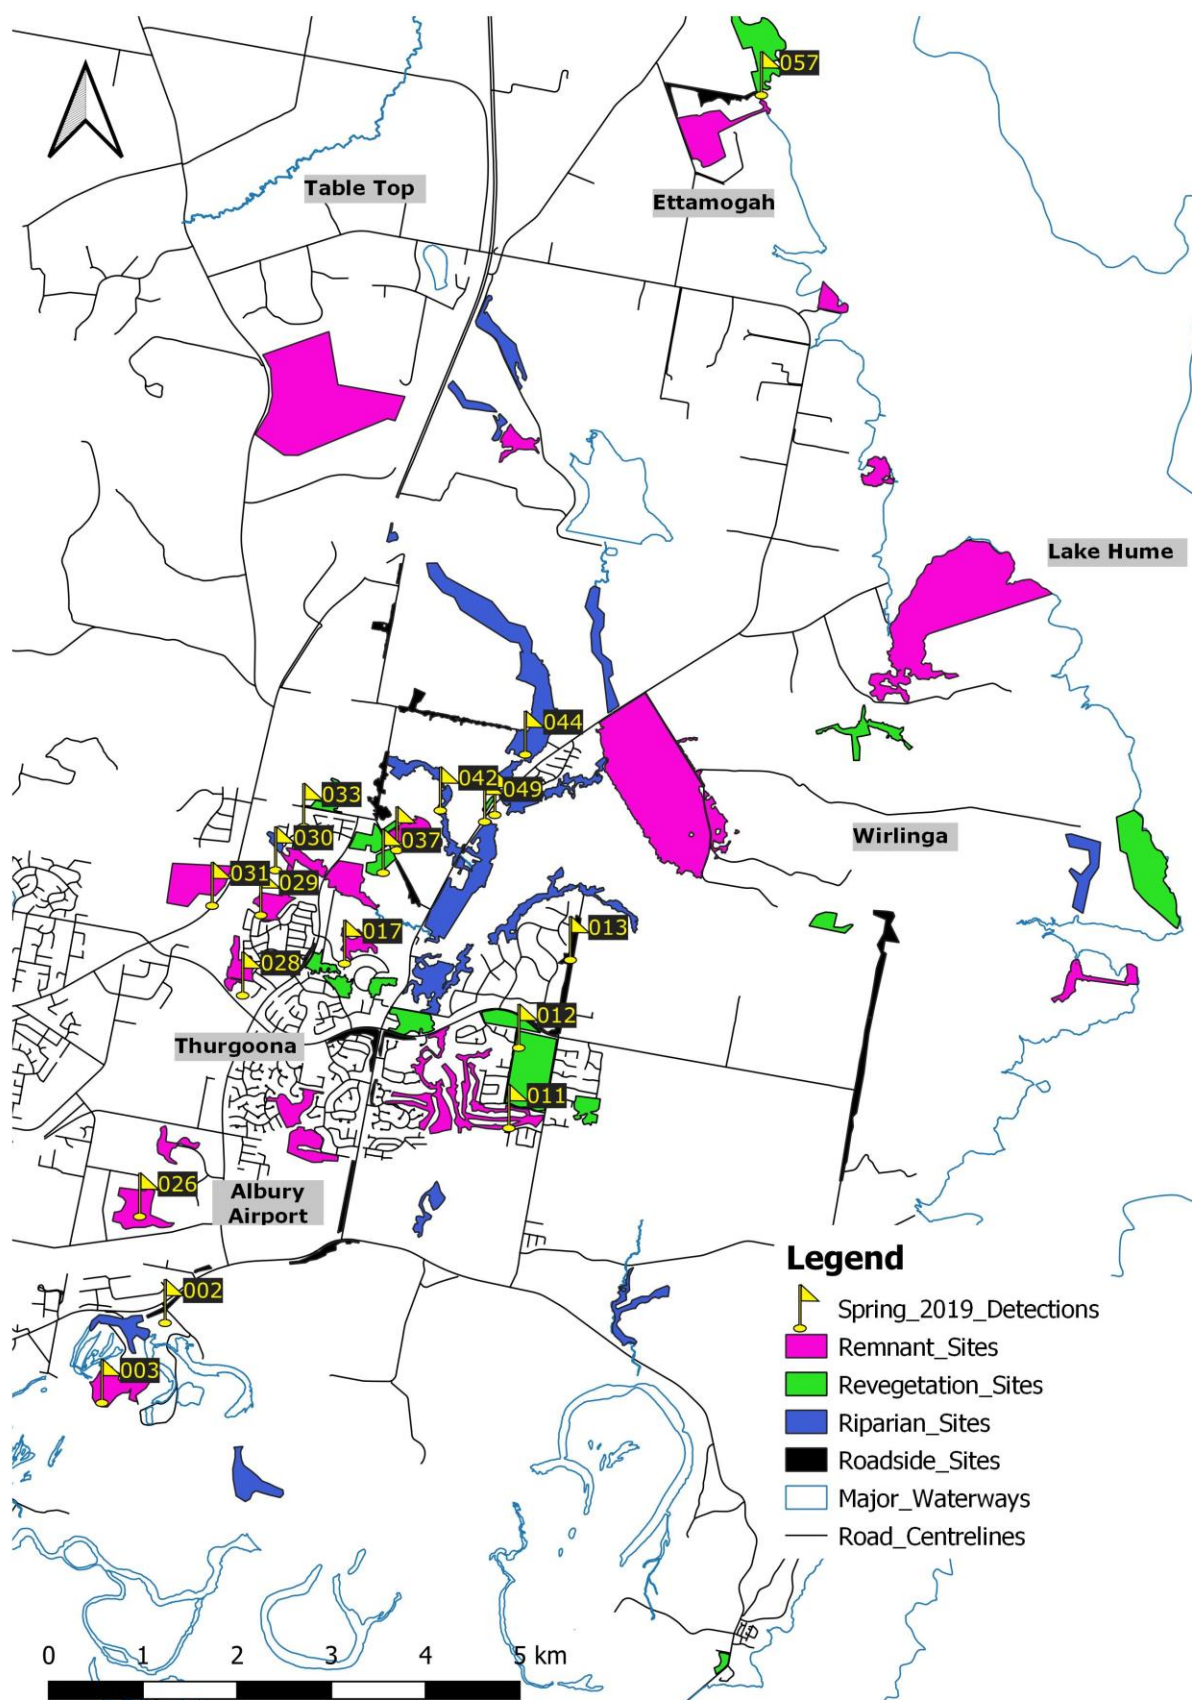 057
Table Top
Ettamogah
Lake Hume
044
042
049
033
030
037
Wirlinga
031
029
017
013
028
012
Thurgoona
011
026
Albury
Airport
002
003
Legend
Spring_2019_Detections
Remnant_Sites
Revegetation_Sites
Riparian_Sites
Roadside_Sites
Major_Waterways
Road_Centrelines
0 1 2 3 4 5 km